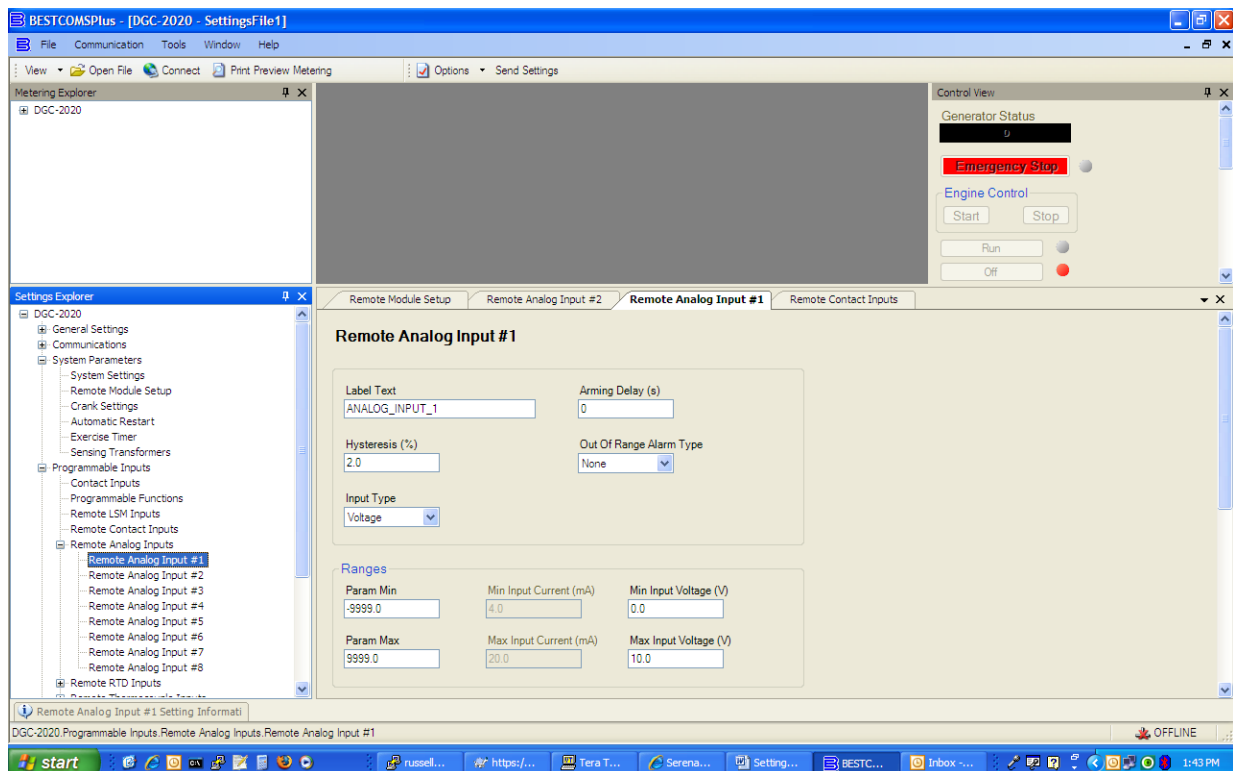 BESTCOMSPlus - [DGC-2020 - SettingsFile1]
File Communication Tools Window Help
View Open File Connect Print Preview Metering Options Send Settings
Metering Explorer
DGC-2020
Control View
Generator Status
Emergency Stop
Engine Control
Start Stop
Run
Off
Settings Explorer
DGC-2020
General Settings
Communications
System Parameters
System Settings
Remote Module Setup
Crank Settings
Automatic Restart
Exercise Timer
Sensing Transformers
Programmable Inputs
Contact Inputs
Programmable Functions
Remote LSM Inputs
Remote Contact Inputs
Remote Analog Inputs
Remote Analog Input #1
Remote Analog Input #2
Remote Analog Input #3
Remote Analog Input #4
Remote Analog Input #5
Remote Analog Input #6
Remote Analog Input #7
Remote Analog Input #8
Remote RTD Inputs
Remote Thermocouple Inputs
Remote Module Setup Remote Analog Input #2 Remote Analog Input #1 Remote Contact Inputs
Remote Analog Input #1
Label Text Arming Delay (s)
ANALOG_INPUT_1 0
Hysteresis (%) Out Of Range Alarm Type
2.0 None
Input Type
Voltage
Ranges
Param Min Min Input Current (mA) Min Input Voltage (V)
-9999.0 4.0 0.0
Param Max Max Input Current (mA) Max Input Voltage (V)
9999.0 20.0 10.0
Remote Analog Input #1 Setting Informati
DGC-2020.Programmable Inputs.Remote Analog Inputs.Remote Analog Input #1 OFFLINE
start russell... https:/... Tera T... Serena... Setting... BESTC... Inbox -... 1:43 PM